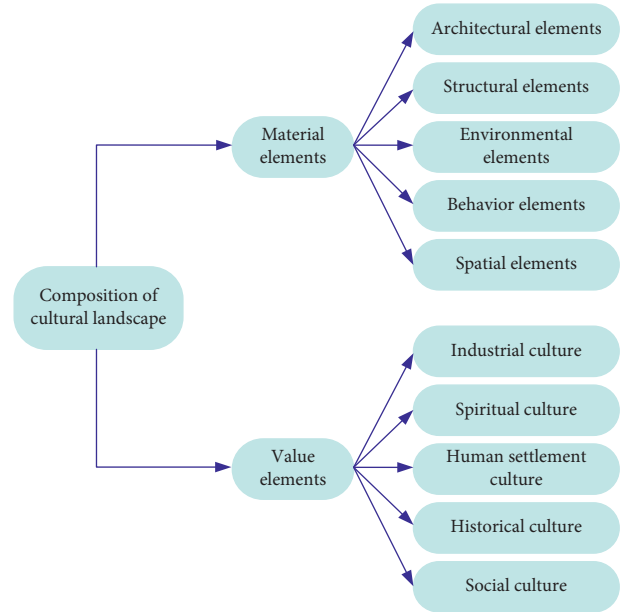 Architectural elements
Structural elements
Material
elements
Environmental
elements
Behavior elements
Spatial elements
Composition of
cultural landscape
Industrial culture
Spiritual culture
Value
elements
Human settlement
culture
Historical culture
Social culture